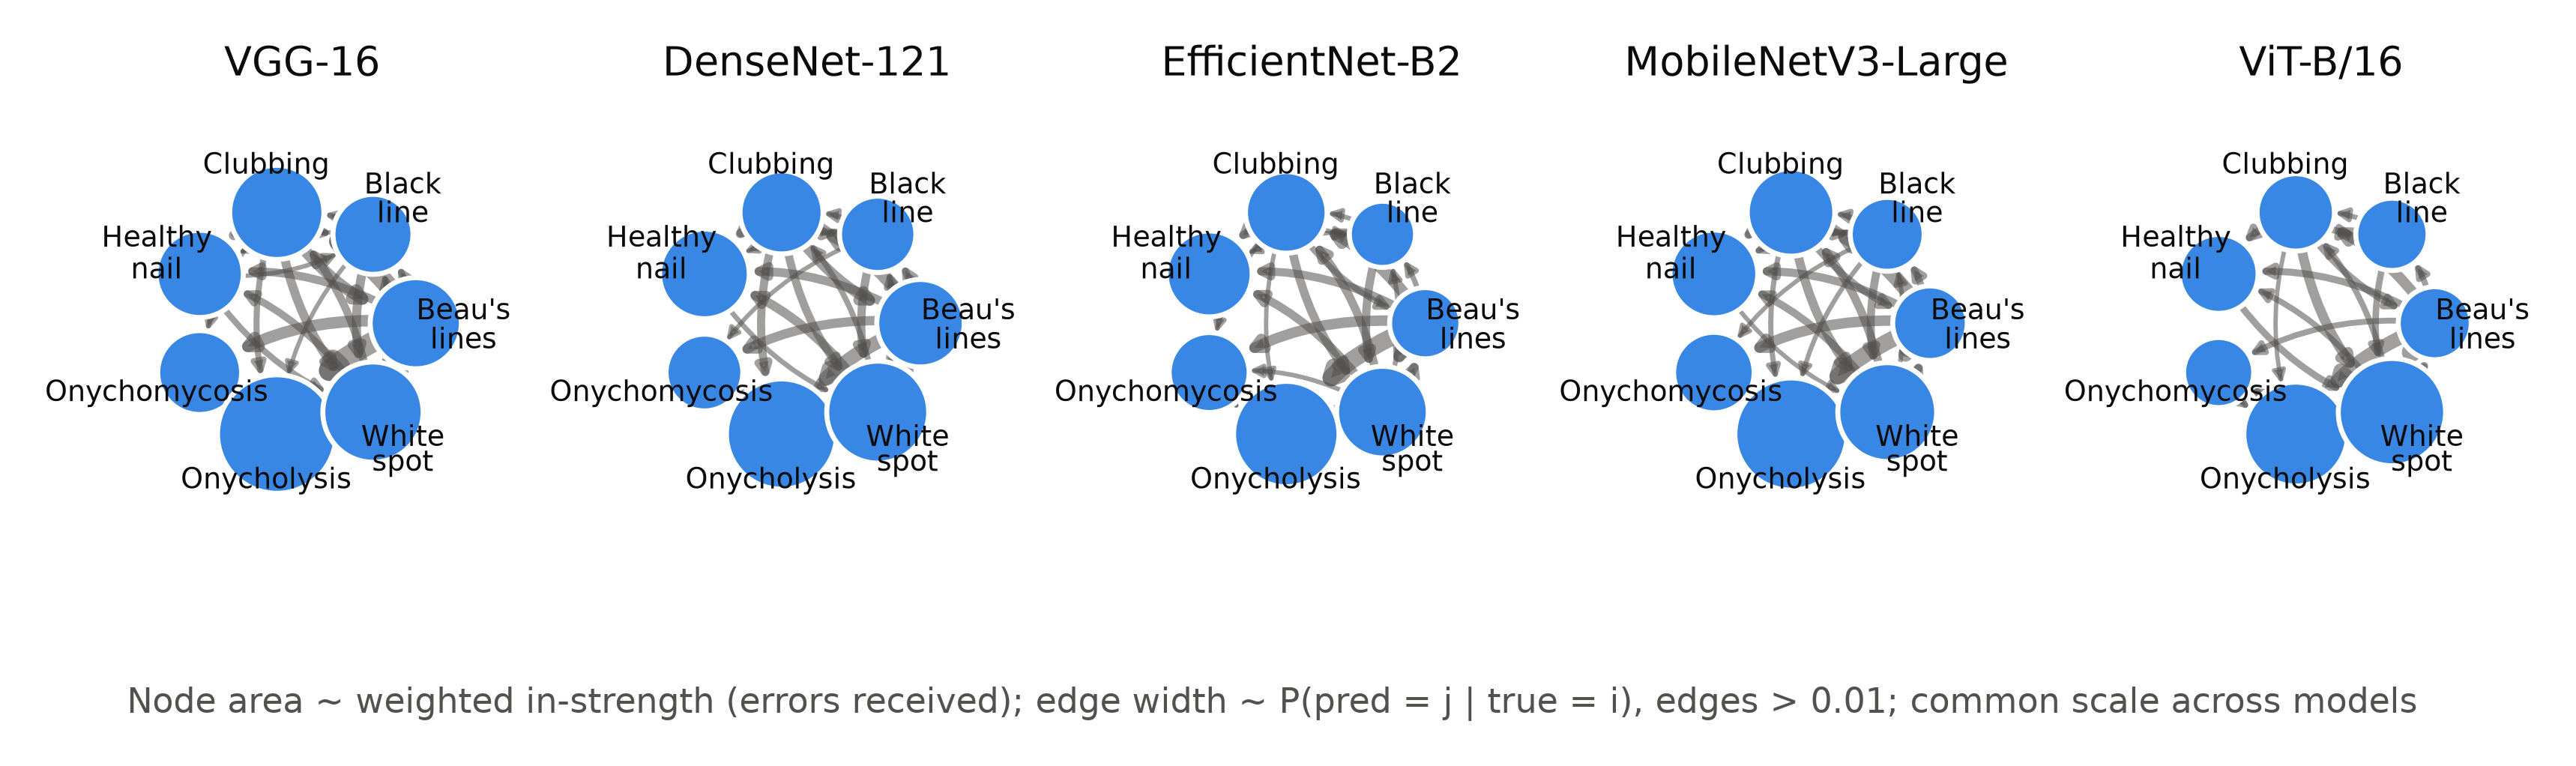 VGG-16
Clubbing
Black
line
Healthy
nail
Beau's
lines
Onychomycosis
White
spot
Onycholysis
DenseNet-121
Clubbing
Black
line
Healthy
nail
Beau's
lines
Onychomycosis
White
spot
Onycholysis
EfficientNet-B2
Clubbing
Black
line
Healthy
nail
Beau's
lines
Onychomycosis
White
spot
Onycholysis
MobileNetV3-Large
Clubbing
Black
line
Healthy
nail
Beau's
lines
Onychomycosis
White
spot
Onycholysis
ViT-B/16
Clubbing
Black
line
Healthy
nail
Beau's
lines
Onychomycosis
White
spot
Onycholysis
Node area ~ weighted in-strength (errors received); edge width ~ P(pred = j | true = i), edges > 0.01; common scale across models